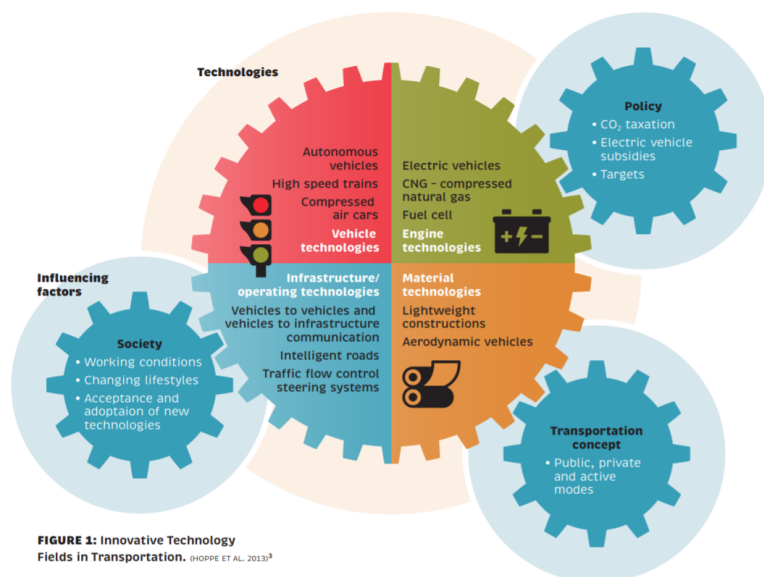 Technologies
Autonomous
vehicles
High speed trains
Compressed
air cars
Vehicle
technologies
Electric vehicles
CNG – compressed
natural gas
Fuel cell
Engine
technologies
Policy
• CO₂ taxation
• Electric vehicle
subsidies
• Targets
Influencing
factors
Society
• Working conditions
• Changing lifestyles
• Acceptance and
adoptaion of new
technologies
Infrastructure/
operating technologies
Vehicles to vehicles and
vehicles to infrastructure
communication
Intelligent roads
Traffic flow control
steering systems
Material
technologies
Lightweight
constructions
Aerodynamic vehicles
Transportation
concept
• Public, private
and active
modes
FIGURE 1: Innovative Technology
Fields in Transportation. (HOPPE ET AL. 2013)³